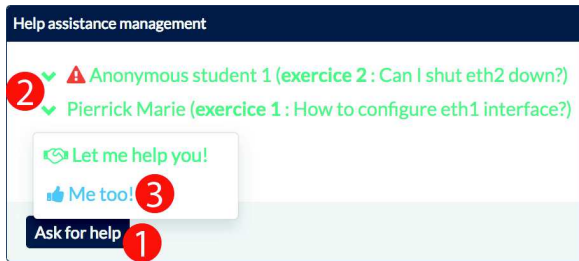 Help assistance management
Anonymous student 1 (exercice 2 : Can I shut eth2 down?)
2
Pierrick Marie (exercice 1 : How to configure eth1 interface?)
Let me help you!
Me too! 3
Ask for help 1